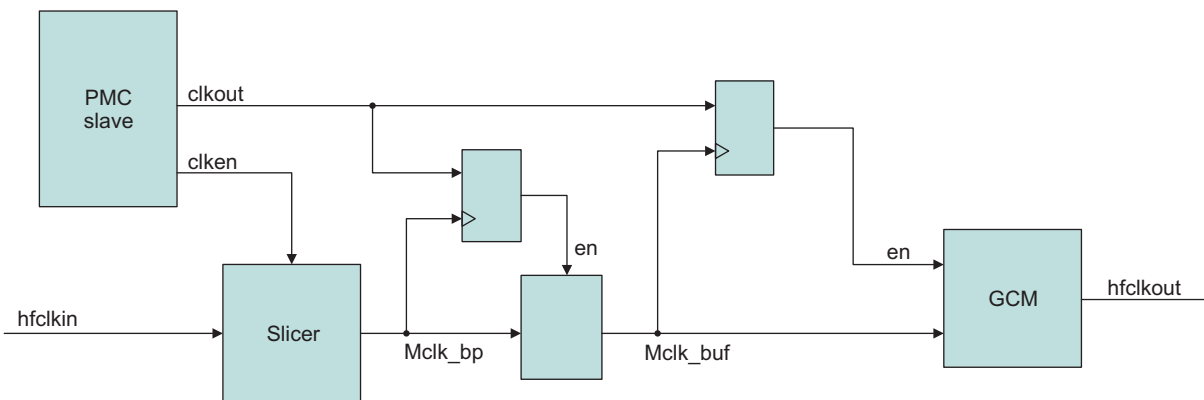 PMC
slave
clkout
clken
en
en
hfclkin
Slicer
Mclk_bp
Mclk_buf
GCM
hfclkout